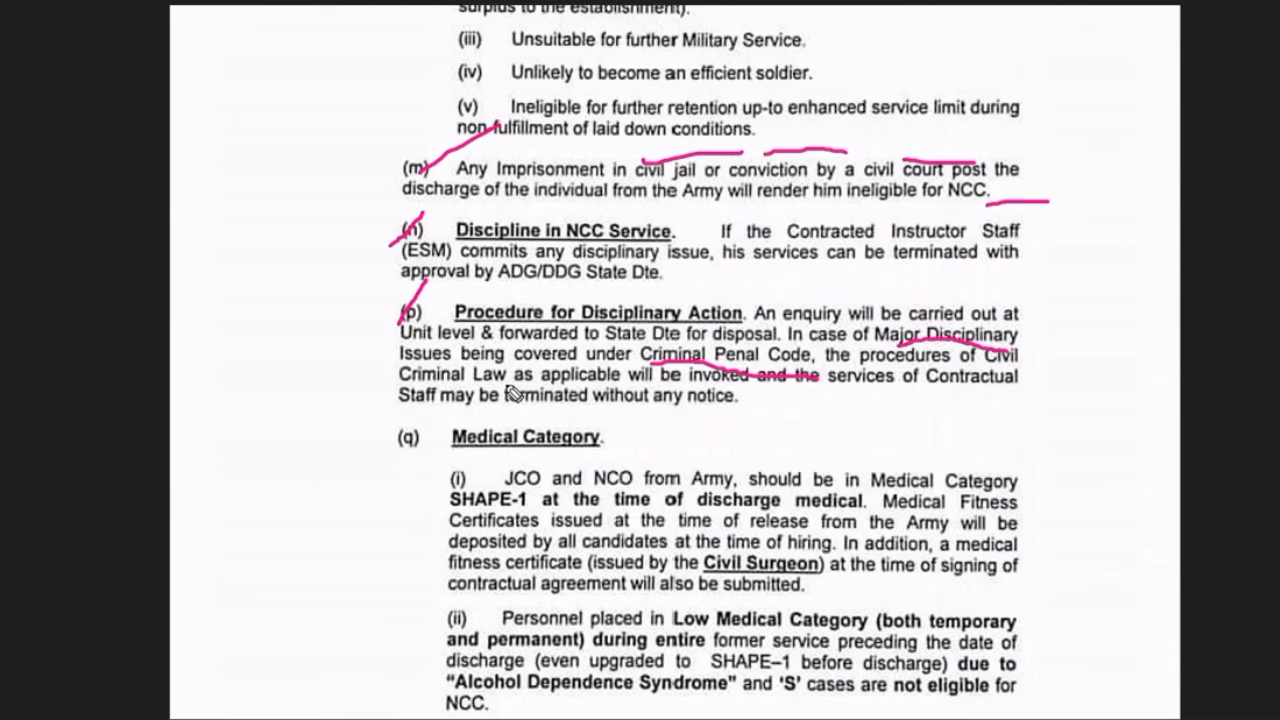 surplus to the establishment).
(iii) Unsuitable for further Military Service.
(iv) Unlikely to become an efficient soldier.
(v) Ineligible for further retention up-to enhanced service limit during
non fulfillment of laid down conditions.
(m) Any Imprisonment in civil jail or conviction by a civil court post the
discharge of the individual from the Army will render him ineligible for NCC.
(n) Discipline in NCC Service. If the Contracted Instructor Staff
(ESM) commits any disciplinary issue, his services can be terminated with
approval by ADG/DDG State Dte.
(p) Procedure for Disciplinary Action. An enquiry will be carried out at
Unit level & forwarded to State Dte for disposal. In case of Major Disciplinary
Issues being covered under Criminal Penal Code, the procedures of Civil
Criminal Law as applicable will be invoked and the services of Contractual
Staff may be terminated without any notice.
(q) Medical Category.
(i) JCO and NCO from Army, should be in Medical Category
SHAPE-1 at the time of discharge medical. Medical Fitness
Certificates issued at the time of release from the Army will be
deposited by all candidates at the time of hiring. In addition, a medical
fitness certificate (issued by the Civil Surgeon) at the time of signing of
contractual agreement will also be submitted.
(ii) Personnel placed in Low Medical Category (both temporary
and permanent) during entire former service preceding the date of
discharge (even upgraded to SHAPE–1 before discharge) due to
"Alcohol Dependence Syndrome" and 'S' cases are not eligible for
NCC.